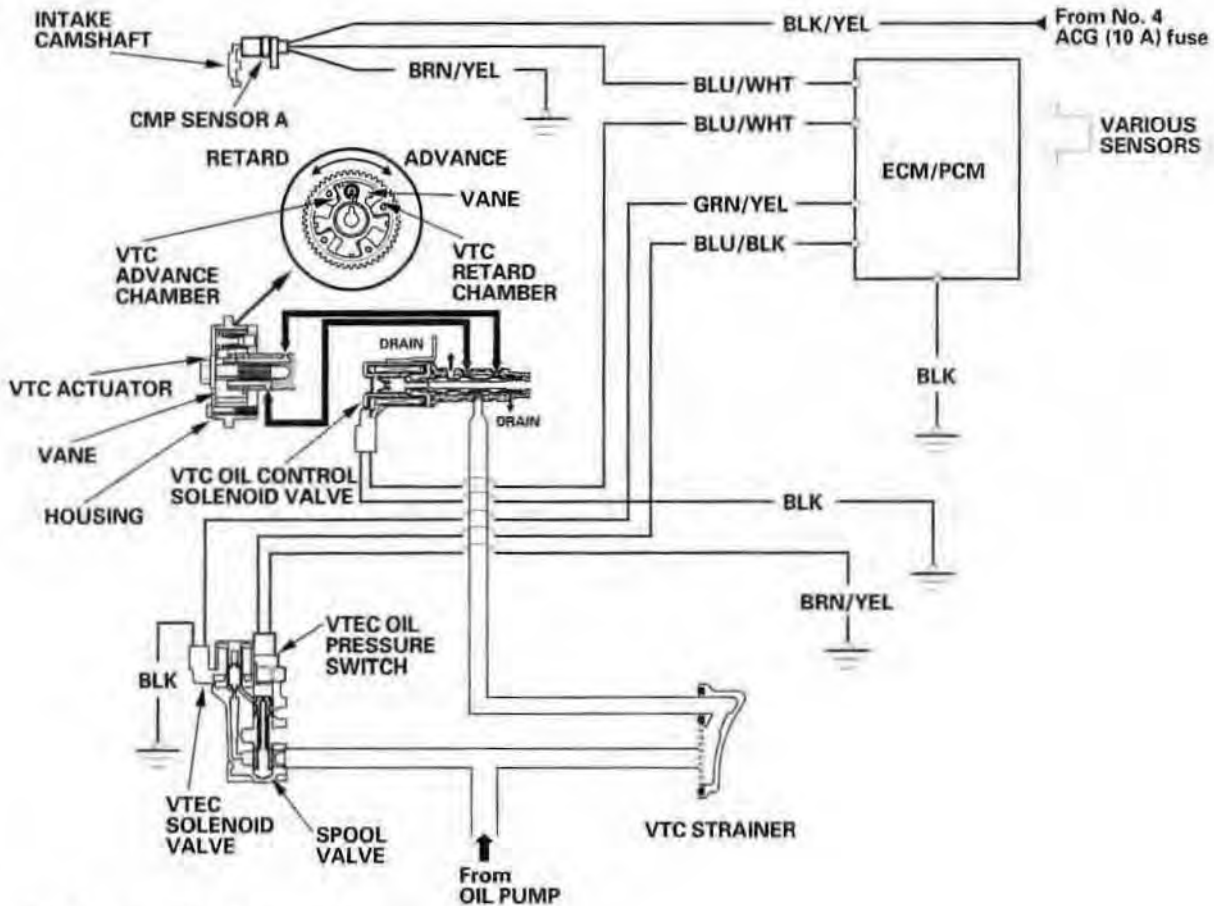 INTAKE
CAMSHAFT
BLK/YEL
From No. 4
ACG (10 A) fuse
BRN/YEL
BLU/WHT
CMP SENSOR A
BLU/WHT
VARIOUS
SENSORS
RETARD
ADVANCE
ECM/PCM
VANE
GRN/YEL
VTC
ADVANCE
CHAMBER
VTC
RETARD
CHAMBER
BLU/BLK
DRAIN
VTC ACTUATOR
BLK
DRAIN
VANE
VTC OIL CONTROL
SOLENOID VALVE
HOUSING
BLK
BRN/YEL
VTEC OIL
PRESSURE
SWITCH
BLK
VTEC
SOLENOID
VALVE
SPOOL
VALVE
VTC STRAINER
From
OIL PUMP